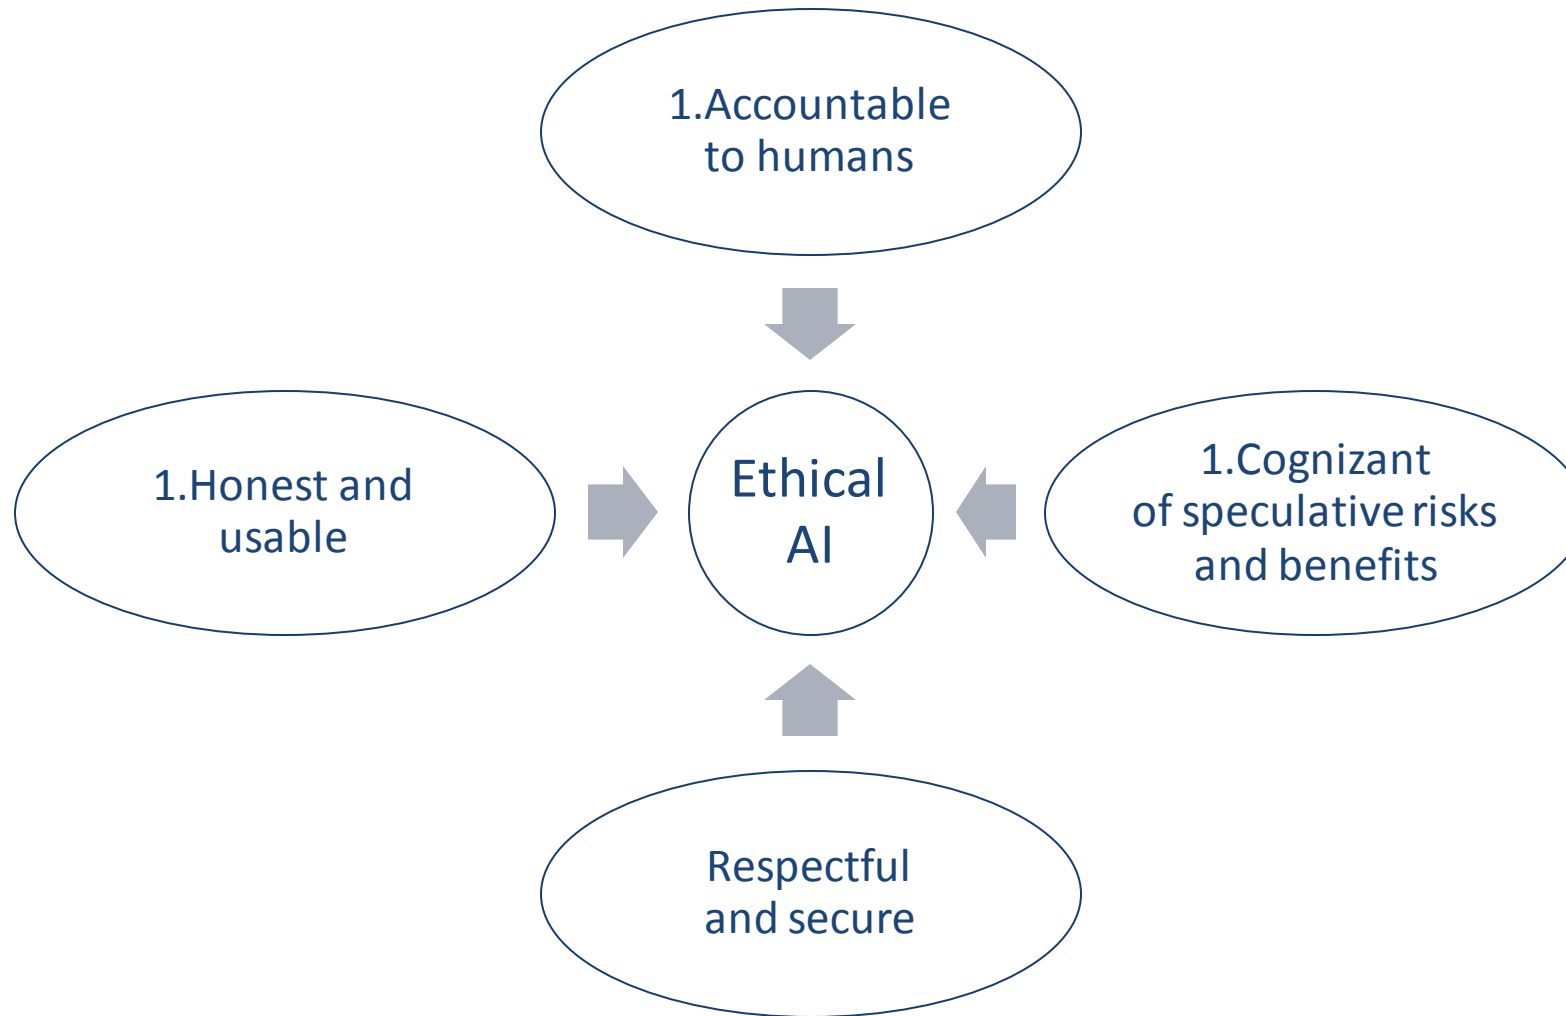 1.Accountable
to humans
1.Honest and
usable
Ethical
AI
1.Cognizant
of speculative risks
and benefits
Respectful
and secure